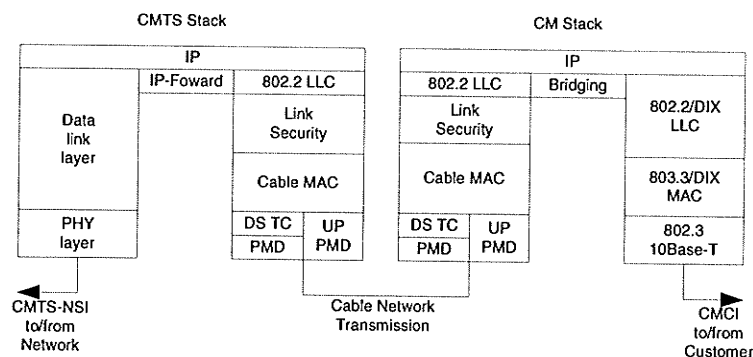 CMTS Stack
CM Stack
IP
IP
IP-Foward
802.2 LLC
802.2 LLC
Bridging
Data
link
layer
Link
Security
Link
Security
802.2/DIX
LLC
Cable MAC
Cable MAC
803.3/DIX
MAC
PHY
layer
DS TC
PMD
UP
PMD
DS TC
PMD
UP
PMD
802.3
10Base-T
CMTS-NSI
to/from
Network
Cable Network
Transmission
CMCI
to/from
Customer